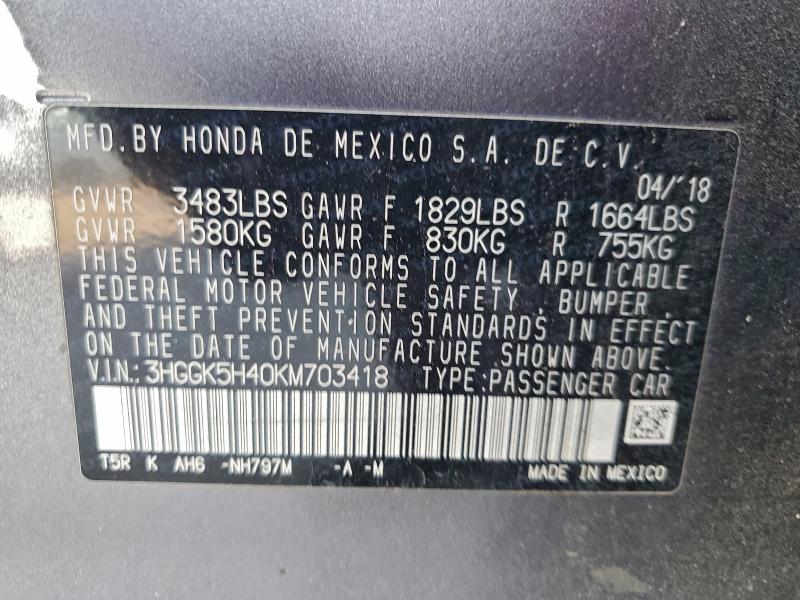 MFD. BY HONDA DE MEXICO S.A. DE C.V.
04/'18
GVWR 3483LBS GAWR F 1829LBS R 1664LBS
GVWR 1580KG GAWR F 830KG R 755KG
THIS VEHICLE CONFORMS TO ALL APPLICABLE
FEDERAL MOTOR VEHICLE SAFETY , BUMPER ,
AND THEFT PREVENTION STANDARDS IN EFFECT
ON THE DATE OF MANUFACTURE SHOWN ABOVE.
V.I.N.: 3HGGK5H40KM703418 TYPE:PASSENGER CAR
T5R K AH6 -NH797M -A -M MADE IN MEXICO